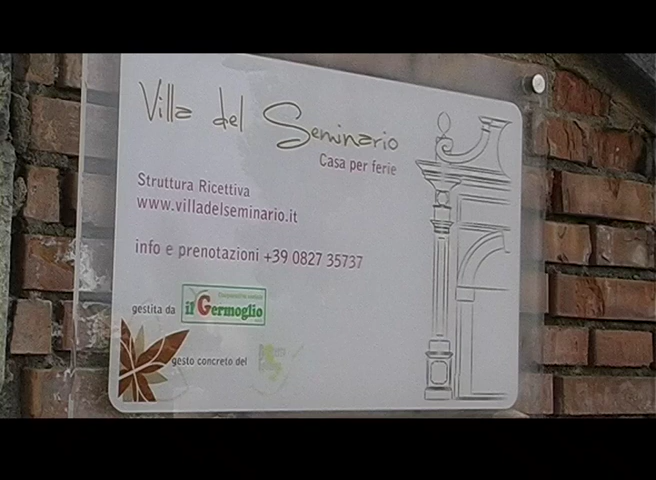 Villa del Seminario
Casa per ferie
Struttura Ricettiva
www.villadelseminario.it
info e prenotazioni +39 0827 35737
gestita da
il Germoglio
gesto concreto del